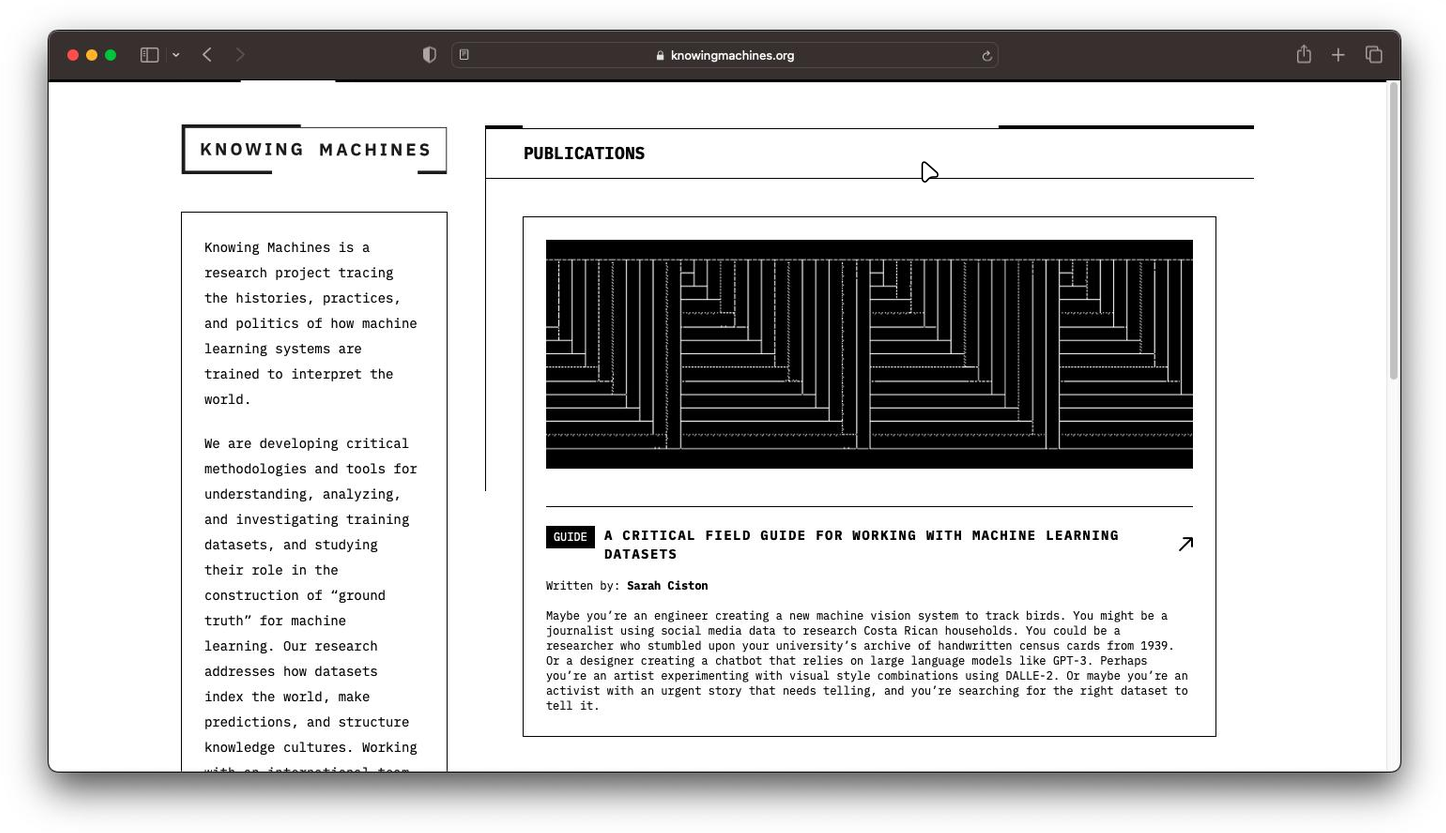 knowingmachines.org
KNOWING MACHINES
Knowing Machines is a
research project tracing
the histories, practices,
and politics of how machine
learning systems are
trained to interpret the
world.
We are developing critical
methodologies and tools for
understanding, analyzing,
and investigating training
datasets, and studying
their role in the
construction of “ground
truth” for machine
learning. Our research
addresses how datasets
index the world, make
predictions, and structure
knowledge cultures. Working
with an international team
PUBLICATIONS
GUIDE A CRITICAL FIELD GUIDE FOR WORKING WITH MACHINE LEARNING
DATASETS
Written by: Sarah Ciston
Maybe you’re an engineer creating a new machine vision system to track birds. You might be a
journalist using social media data to research Costa Rican households. You could be a
researcher who stumbled upon your university’s archive of handwritten census cards from 1939.
Or a designer creating a chatbot that relies on large language models like GPT-3. Perhaps
you’re an artist experimenting with visual style combinations using DALLE-2. Or maybe you’re an
activist with an urgent story that needs telling, and you’re searching for the right dataset to
tell it.